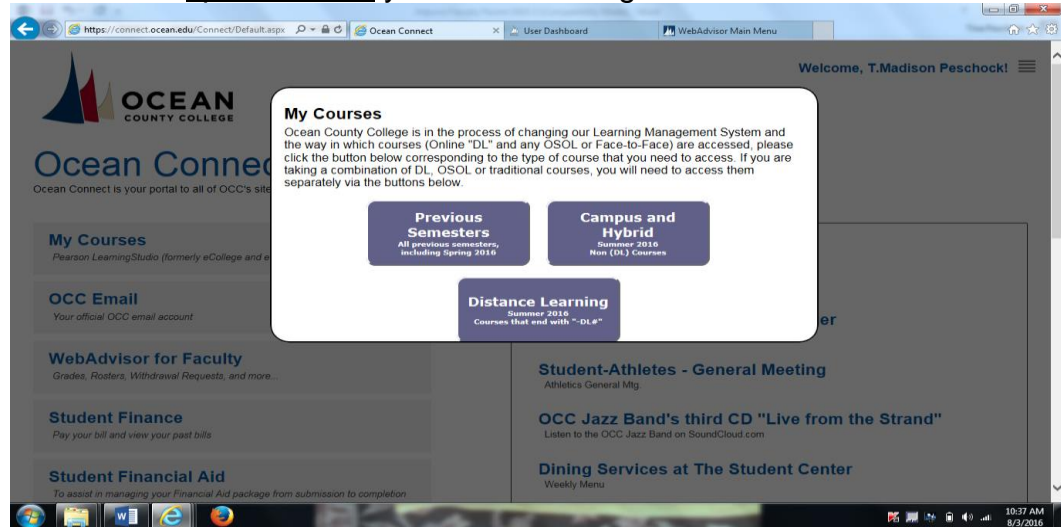 https://connect.ocean.edu/Connect/Default.aspx
Ocean Connect
User Dashboard
WebAdvisor Main Menu
Welcome, T.Madison Peschock!
OCEAN
COUNTY COLLEGE
Ocean Connec
Ocean Connect is your portal to all of OCC's site
My Courses
Ocean County College is in the process of changing our Learning Management System and
the way in which courses (Online "DL" and any OSOL or Face-to-Face) are accessed, please
click the button below corresponding to the type of course that you need to access. If you are
taking a combination of DL, OSOL or traditional courses, you will need to access them
separately via the buttons below.
Previous
Semesters
All previous semesters,
including Spring 2016
Campus and
Hybrid
Summer 2016
Non (DL) Courses
Distance Learning
Summer 2016
Courses that end with "-DL#"
My Courses
Pearson LearningStudio (formerly eCollege and e
OCC Email
Your official OCC email account
WebAdvisor for Faculty
Grades, Rosters, Withdrawal Requests, and more...
Student Finance
Pay your bill and view your past bills
Student Financial Aid
To assist in managing your Financial Aid package from submission to completion
er
Student-Athletes - General Meeting
Athletics General Mtg.
OCC Jazz Band's third CD "Live from the Strand"
Listen to the OCC Jazz Band on SoundCloud.com
Dining Services at The Student Center
Weekly Menu
10:37 AM
8/3/2016